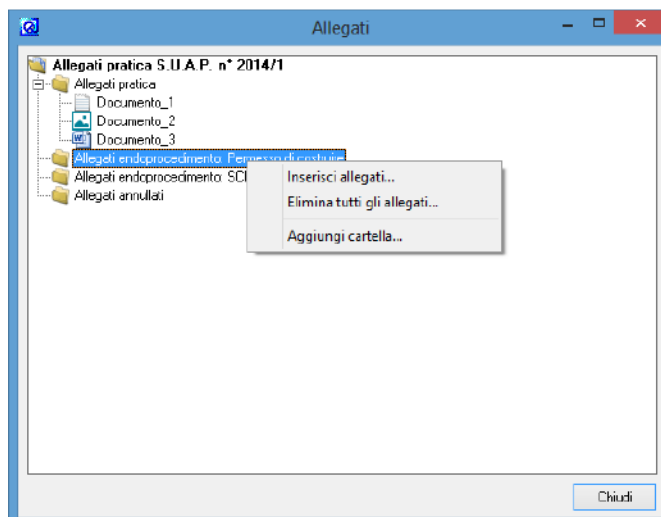 Allegati
Allegati pratica S.U.A.P. n° 2014/1
Allegati pratica
Documento_1
Documento_2
Documento_3
Allegati endoprocedimento: Permesso di costruire
Allegati endoprocedimento: SCI
Allegati annullati
Inserisci allegati...
Elimina tutti gli allegati...
Aggiungi cartella...
Chiudi